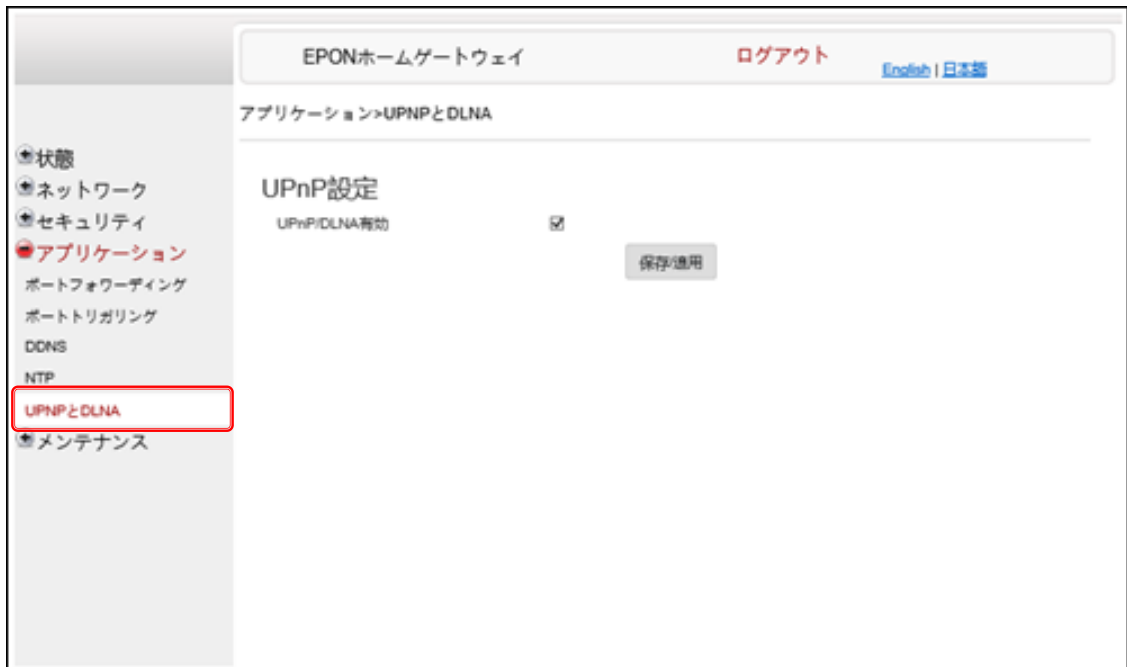 EPONホームゲートウェイ
ログアウト
English | 日本語
アプリケーション>UPNPとDLNA
状態
ネットワーク
セキュリティ
アプリケーション
ポートフォワーディング
ポートトリガリング
DDNS
NTP
UPNPとDLNA
メンテナンス
UPnP設定
UPnP/DLNA有効
保存/適用